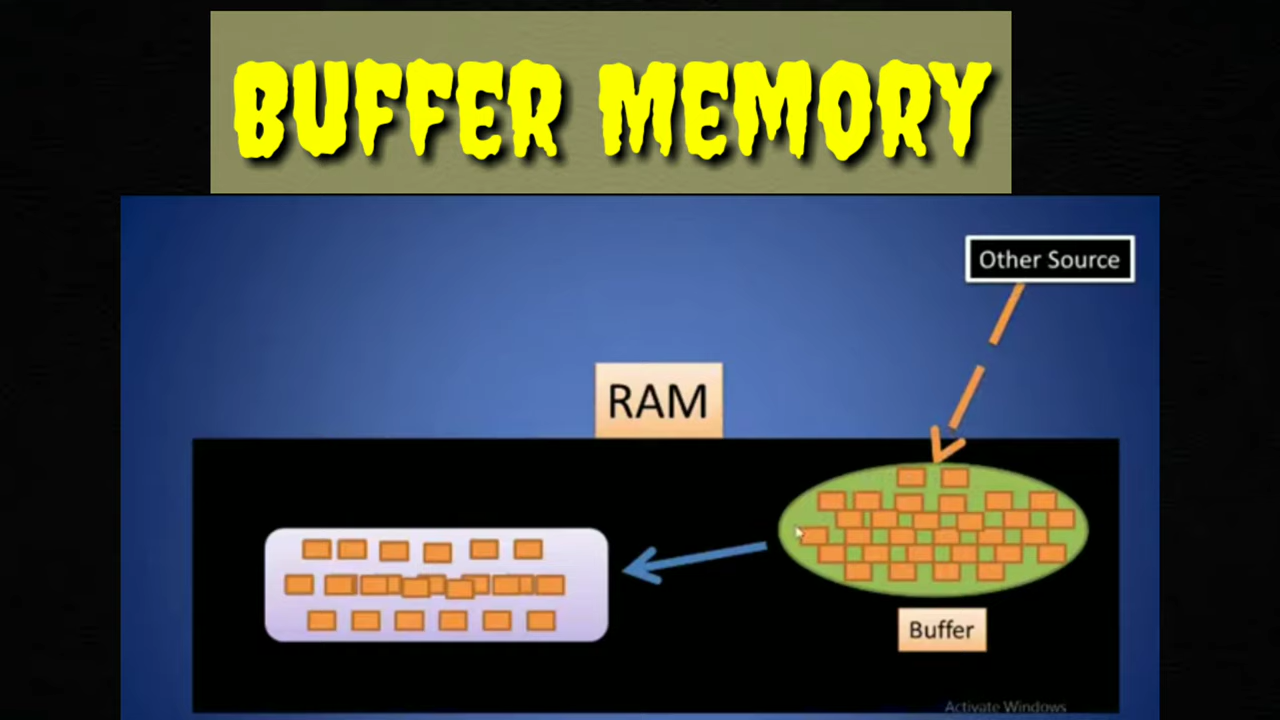 BUFFER MEMORY
Other Source
RAM
Buffer
Activate Windows